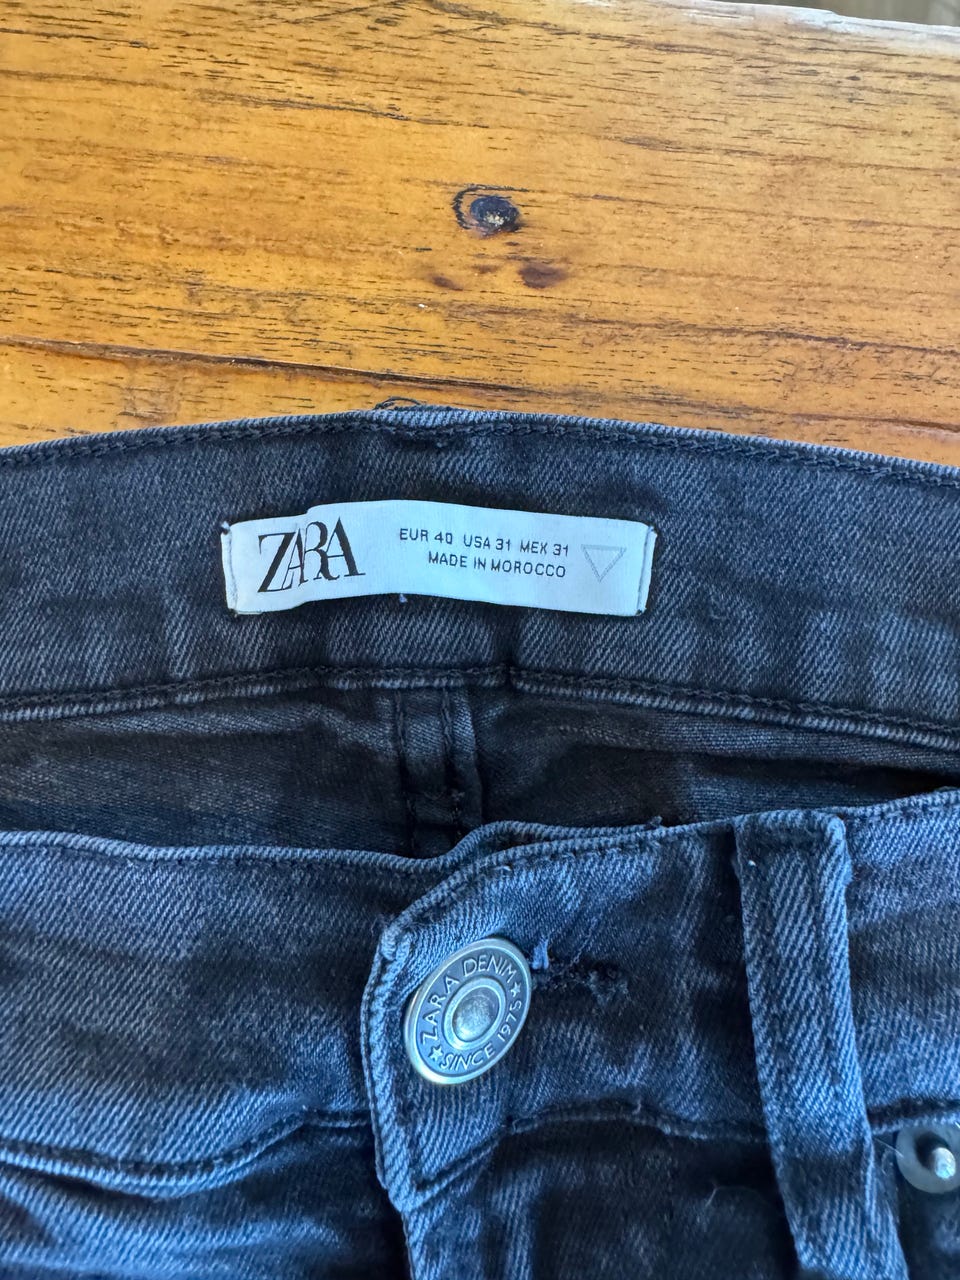 ZARA
EUR 40 USA 31 MEX 31
MADE IN MOROCCO
ZARA DENIM
SINCE 1975